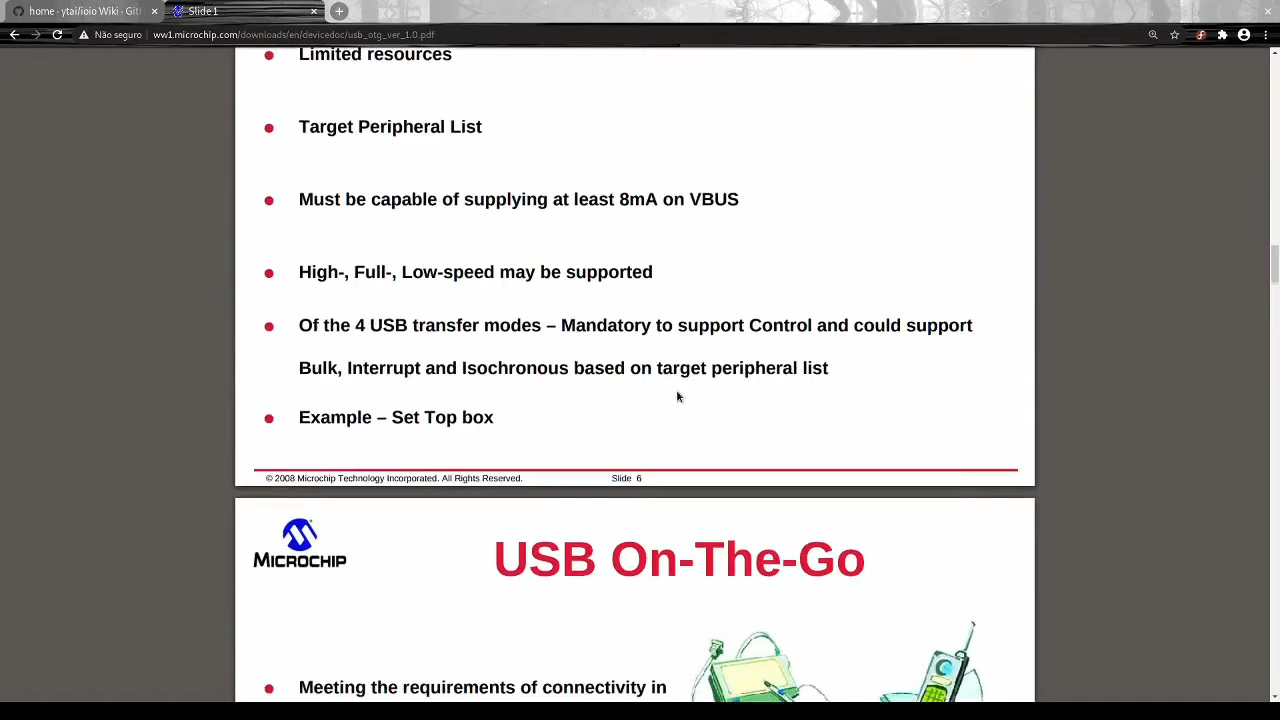 home - ytai/ioio Wiki - Gitl
Slide 1
Não seguro
ww1.microchip.com/downloads/en/devicedoc/usb_otg_ver_1.0.pdf
Limited resources
Target Peripheral List
Must be capable of supplying at least 8mA on VBUS
High-, Full-, Low-speed may be supported
Of the 4 USB transfer modes – Mandatory to support Control and could support
Bulk, Interrupt and Isochronous based on target peripheral list
Example – Set Top box
© 2008 Microchip Technology Incorporated. All Rights Reserved.
Slide 6
MICROCHIP
USB On-The-Go
Meeting the requirements of connectivity in